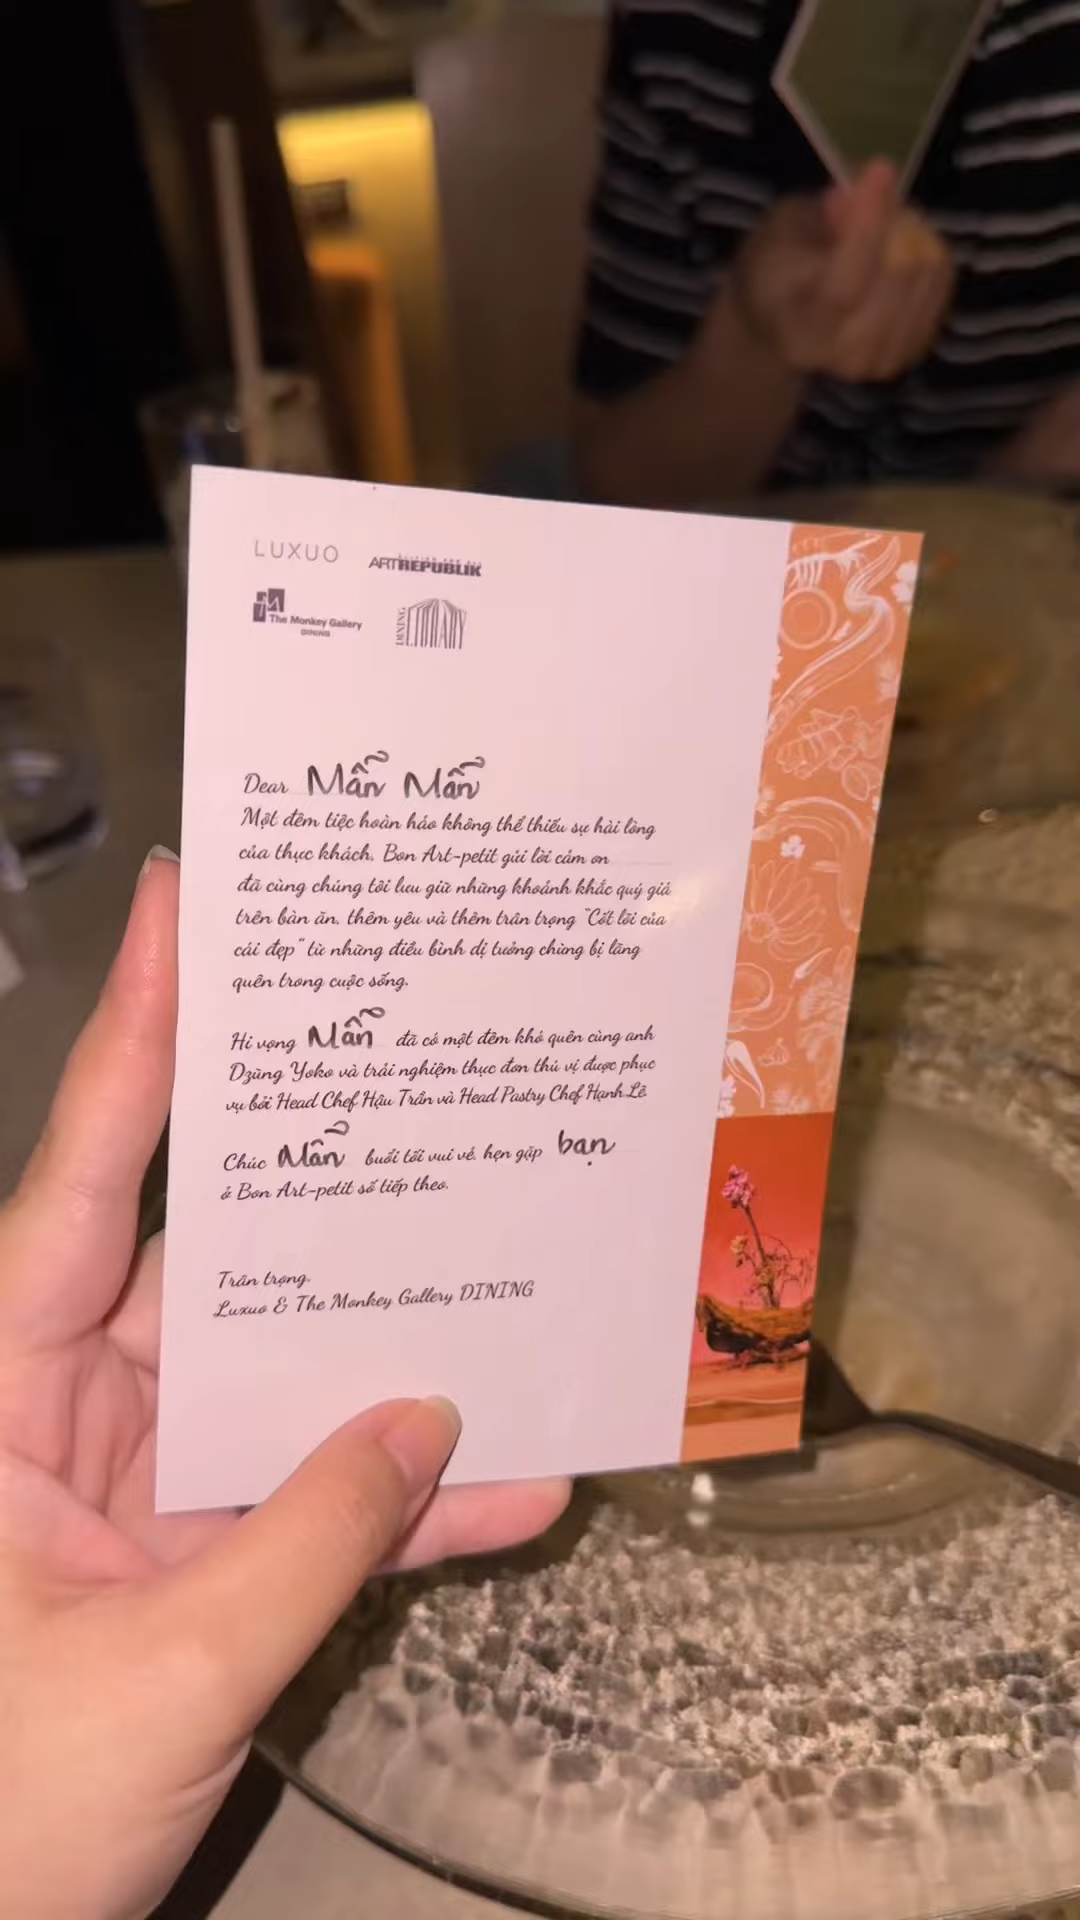 LUXUO
ART REPUBLIK
The Monkey Gallery
DINING
DINING LIBRARY
Dear Mẫn Mẫn
Một đêm tiệc hoàn hảo không thể thiếu sự hài lòng
của thực khách, Bon Art-petit gửi lời cảm ơn
đã cùng chúng tôi lưu giữ những khoảnh khắc quý giá
trên bàn ăn, thêm yêu và thêm trân trọng “Cốt lõi của
cái đẹp” từ những điều bình dị tưởng chừng bị lãng
quên trong cuộc sống.
Hi vọng Mẫn đã có một đêm khó quên cùng anh
Dzũng Yoko và trải nghiệm thực đơn thú vị được phục
vụ bởi Head Chef Hậu Trần và Head Pastry Chef Hạnh Lê
Chúc Mẫn buổi tối vui vẻ, hẹn gặp bạn
ở Bon Art-petit số tiếp theo.
Trân trọng,
Luxuo & The Monkey Gallery DINING